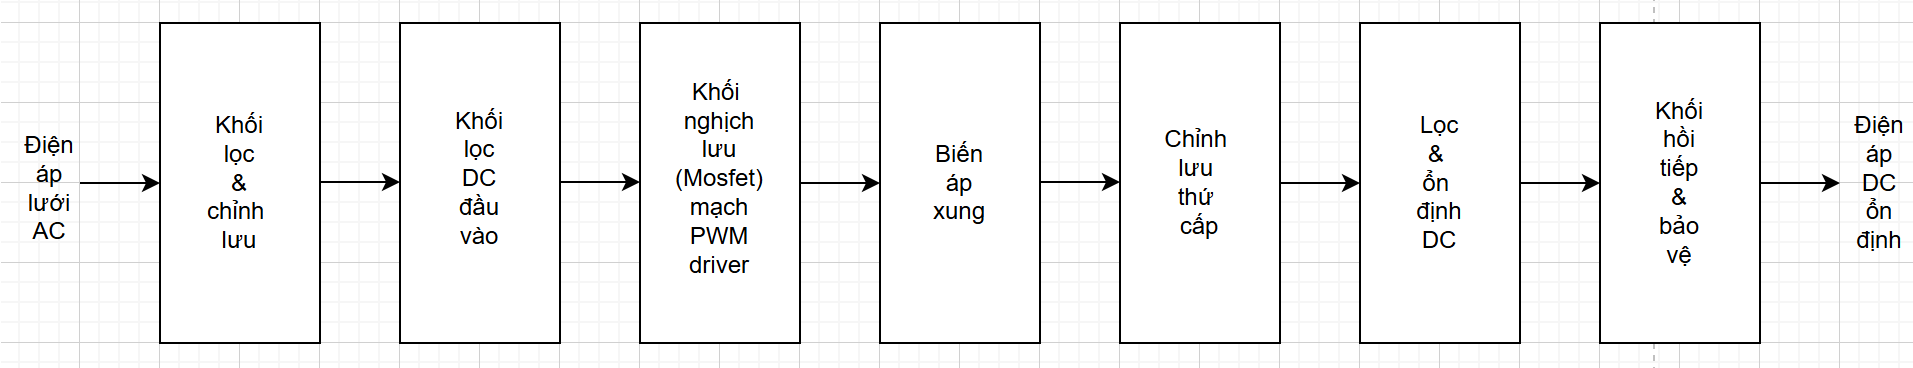 Điện
áp
lưới
AC
Khối
lọc
&
chỉnh
lưu
Khối
lọc
DC
đầu
vào
Khối
nghịch
lưu
(Mosfet)
mạch
PWM
driver
Biến
áp
xung
Chỉnh
lưu
thứ
cấp
Lọc
&
ổn
định
DC
Khối
hồi
tiếp
&
bảo
vệ
Điện
áp
DC
ổn
định